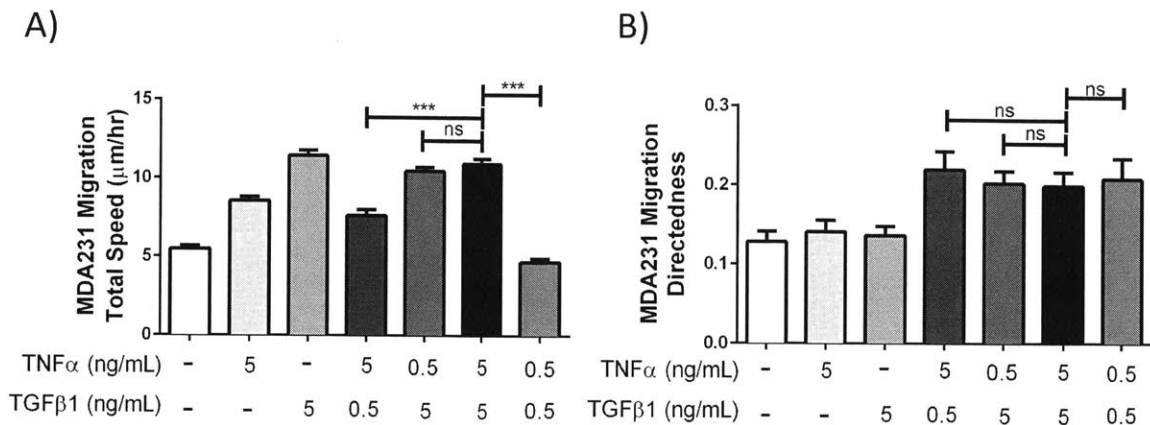 A)
MDA231 Migration
Total Speed (μm/hr)
15
10
5
0
***
***
ns
TNFα (ng/mL) – 5 – 5 0.5 5 0.5
TGFβ1 (ng/mL) – – 5 0.5 5 5 0.5
B)
MDA231 Migration
Directedness
0.3
0.2
0.1
0.0
ns
ns
ns
TNFα (ng/mL) – 5 – 5 0.5 5 0.5
TGFβ1 (ng/mL) – – 5 0.5 5 5 0.5